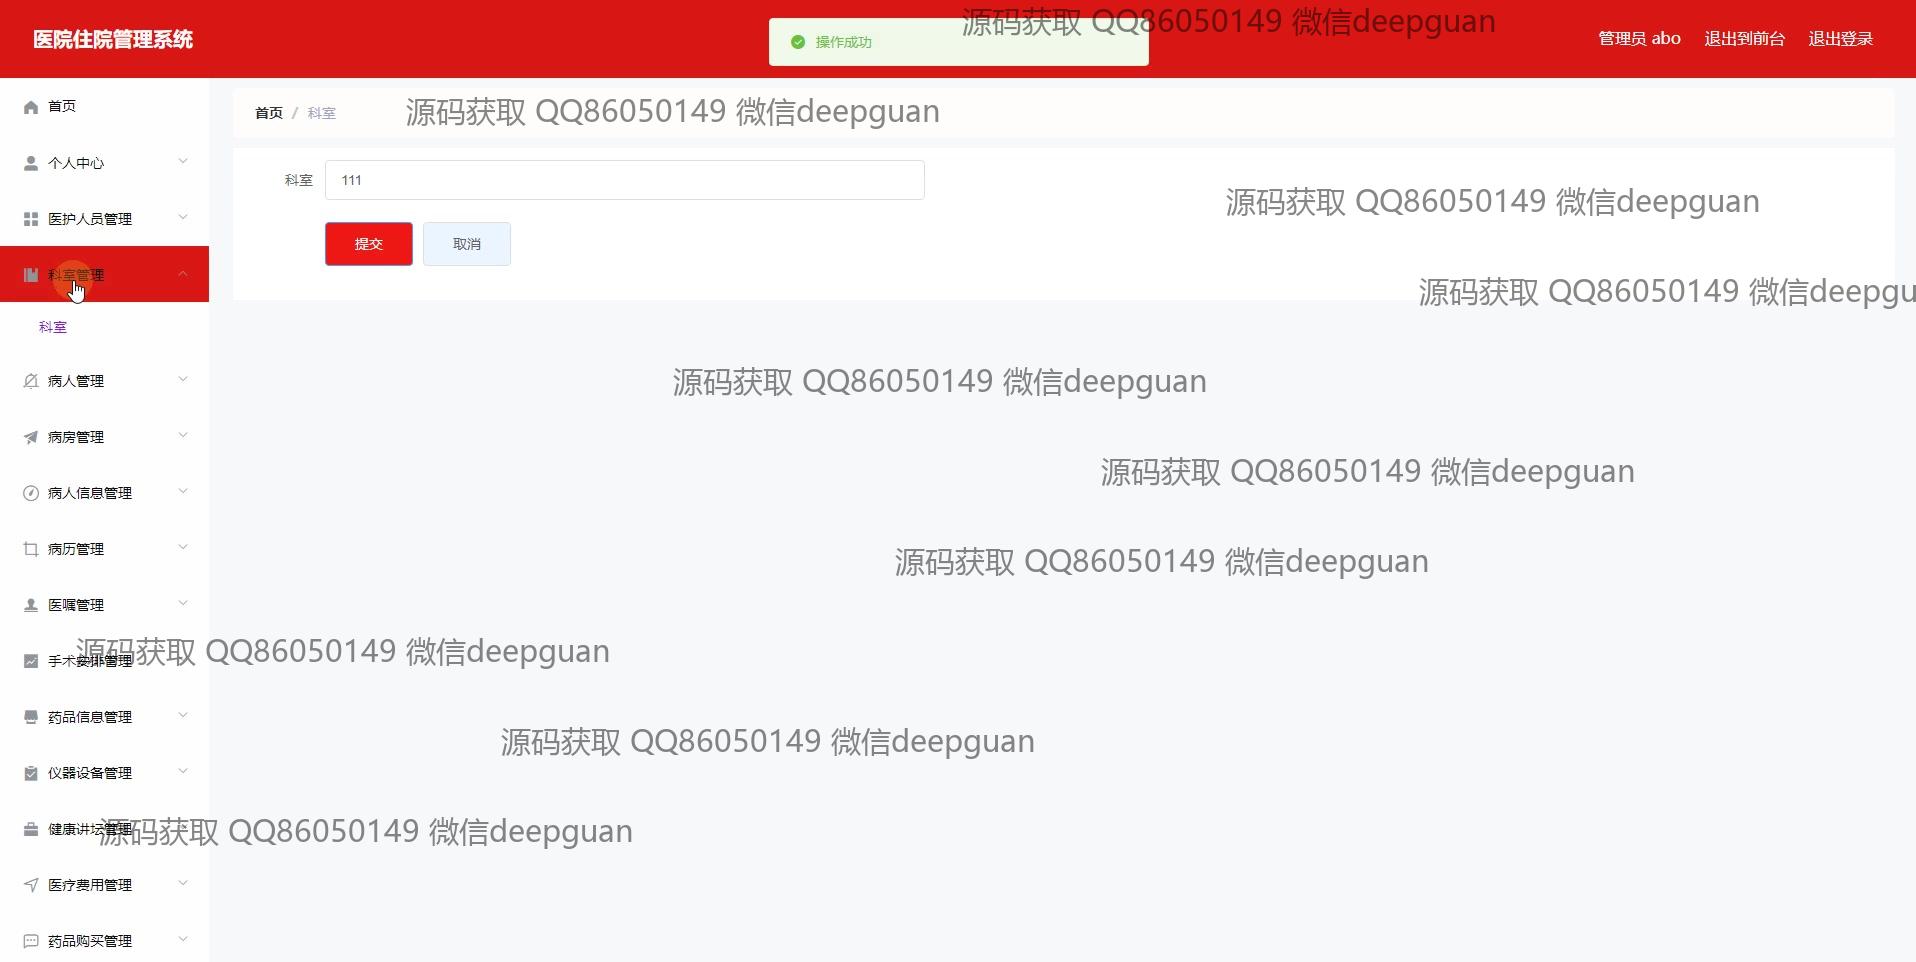 医院住院管理系统
操作成功
源码获取 QQ86050149 微信deepguan
管理员 abo
退出到前台
退出登录
首页
个人中心
医护人员管理
科室管理
科室
病人管理
病房管理
病人信息管理
病历管理
医嘱管理
手术安排管理
药品信息管理
仪器设备管理
健康讲坛管理
医疗费用管理
药品购买管理
首页 / 科室
源码获取 QQ86050149 微信deepguan
科室
111
提交
取消
源码获取 QQ86050149 微信deepguan
源码获取 QQ86050149 微信deepgu
源码获取 QQ86050149 微信deepguan
源码获取 QQ86050149 微信deepguan
源码获取 QQ86050149 微信deepguan
源码获取 QQ86050149 微信deepguan
源码获取 QQ86050149 微信deepguan
源码获取 QQ86050149 微信deepguan